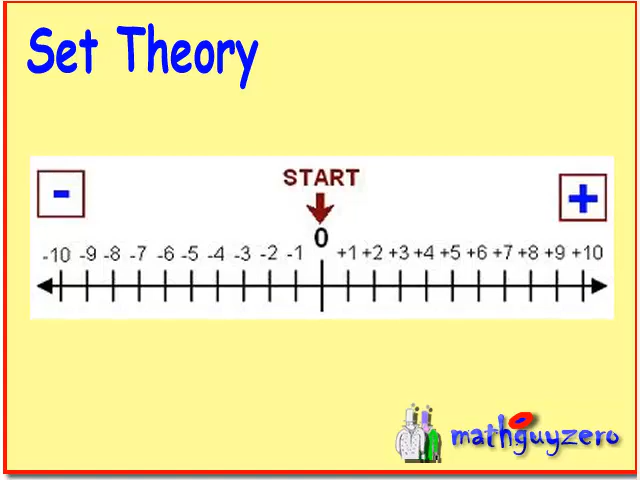 Set Theory
START
- +
0
-10 -9 -8 -7 -6 -5 -4 -3 -2 -1 +1 +2 +3 +4 +5 +6 +7 +8 +9 +10
mathguyzero